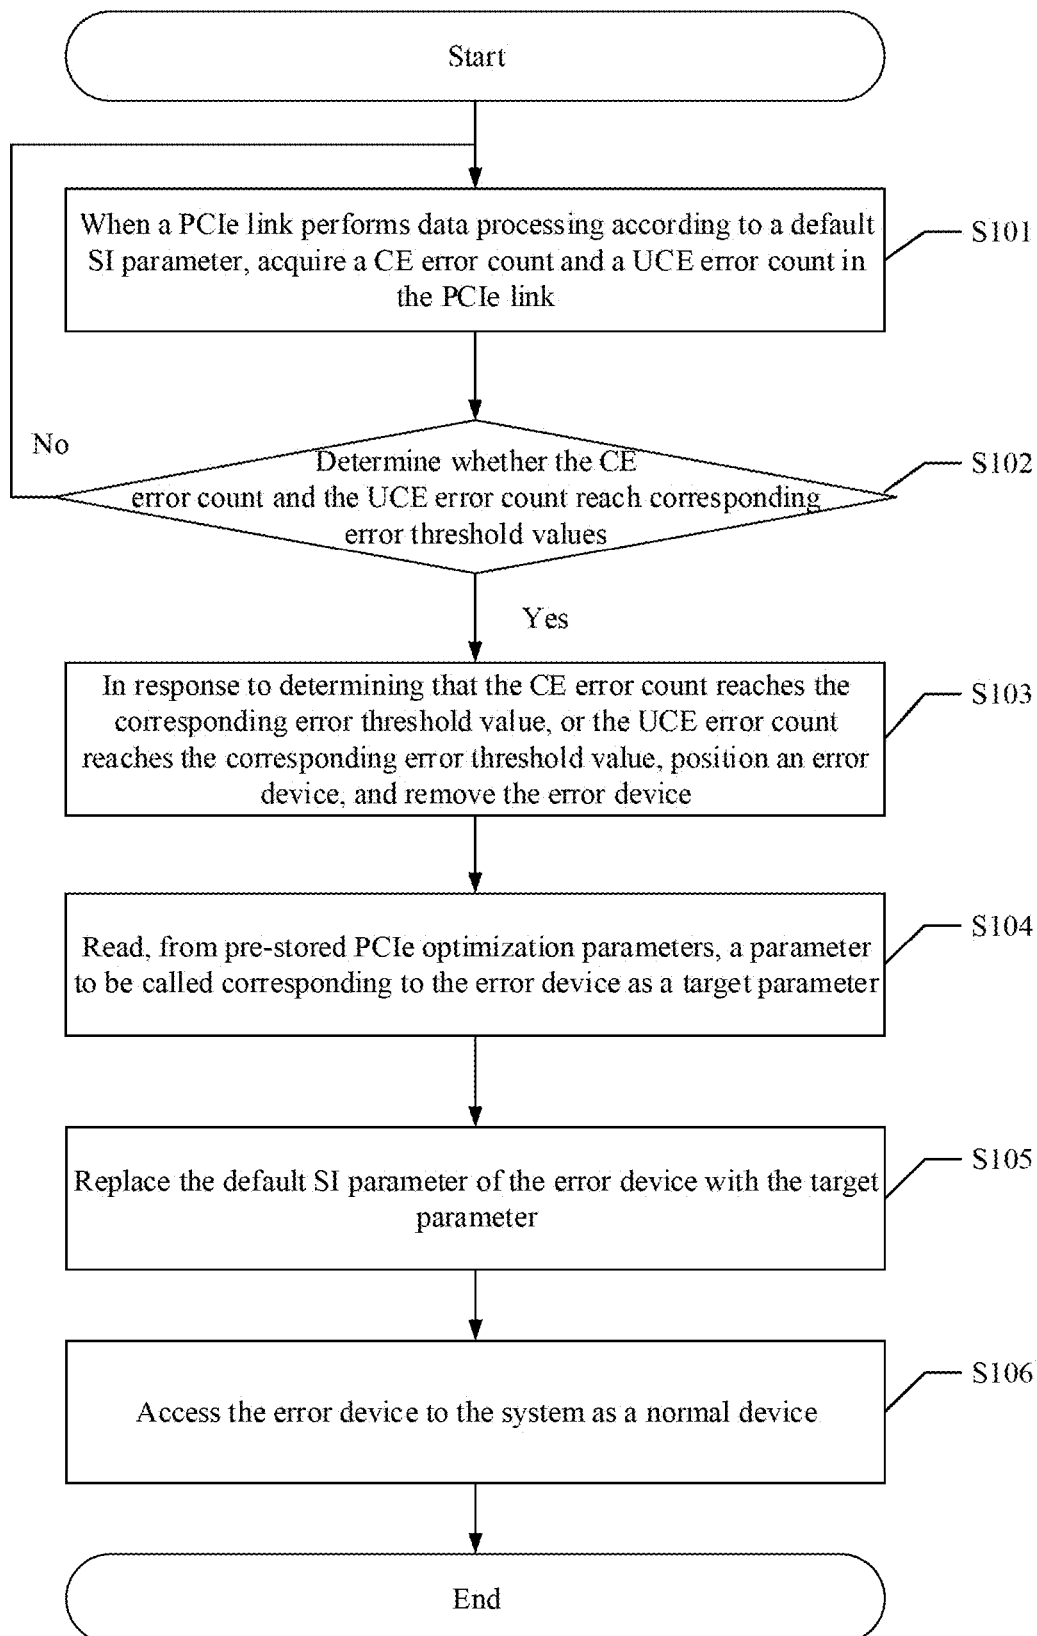 Start
When a PCIe link performs data processing according to a default
SI parameter, acquire a CE error count and a UCE error count in
the PCIe link
S101
No
Determine whether the CE
error count and the UCE error count reach corresponding
error threshold values
S102
Yes
In response to determining that the CE error count reaches the
corresponding error threshold value, or the UCE error count
reaches the corresponding error threshold value, position an error
device, and remove the error device
S103
Read, from pre-stored PCIe optimization parameters, a parameter
to be called corresponding to the error device as a target parameter
S104
Replace the default SI parameter of the error device with the target
parameter
S105
Access the error device to the system as a normal device
S106
End